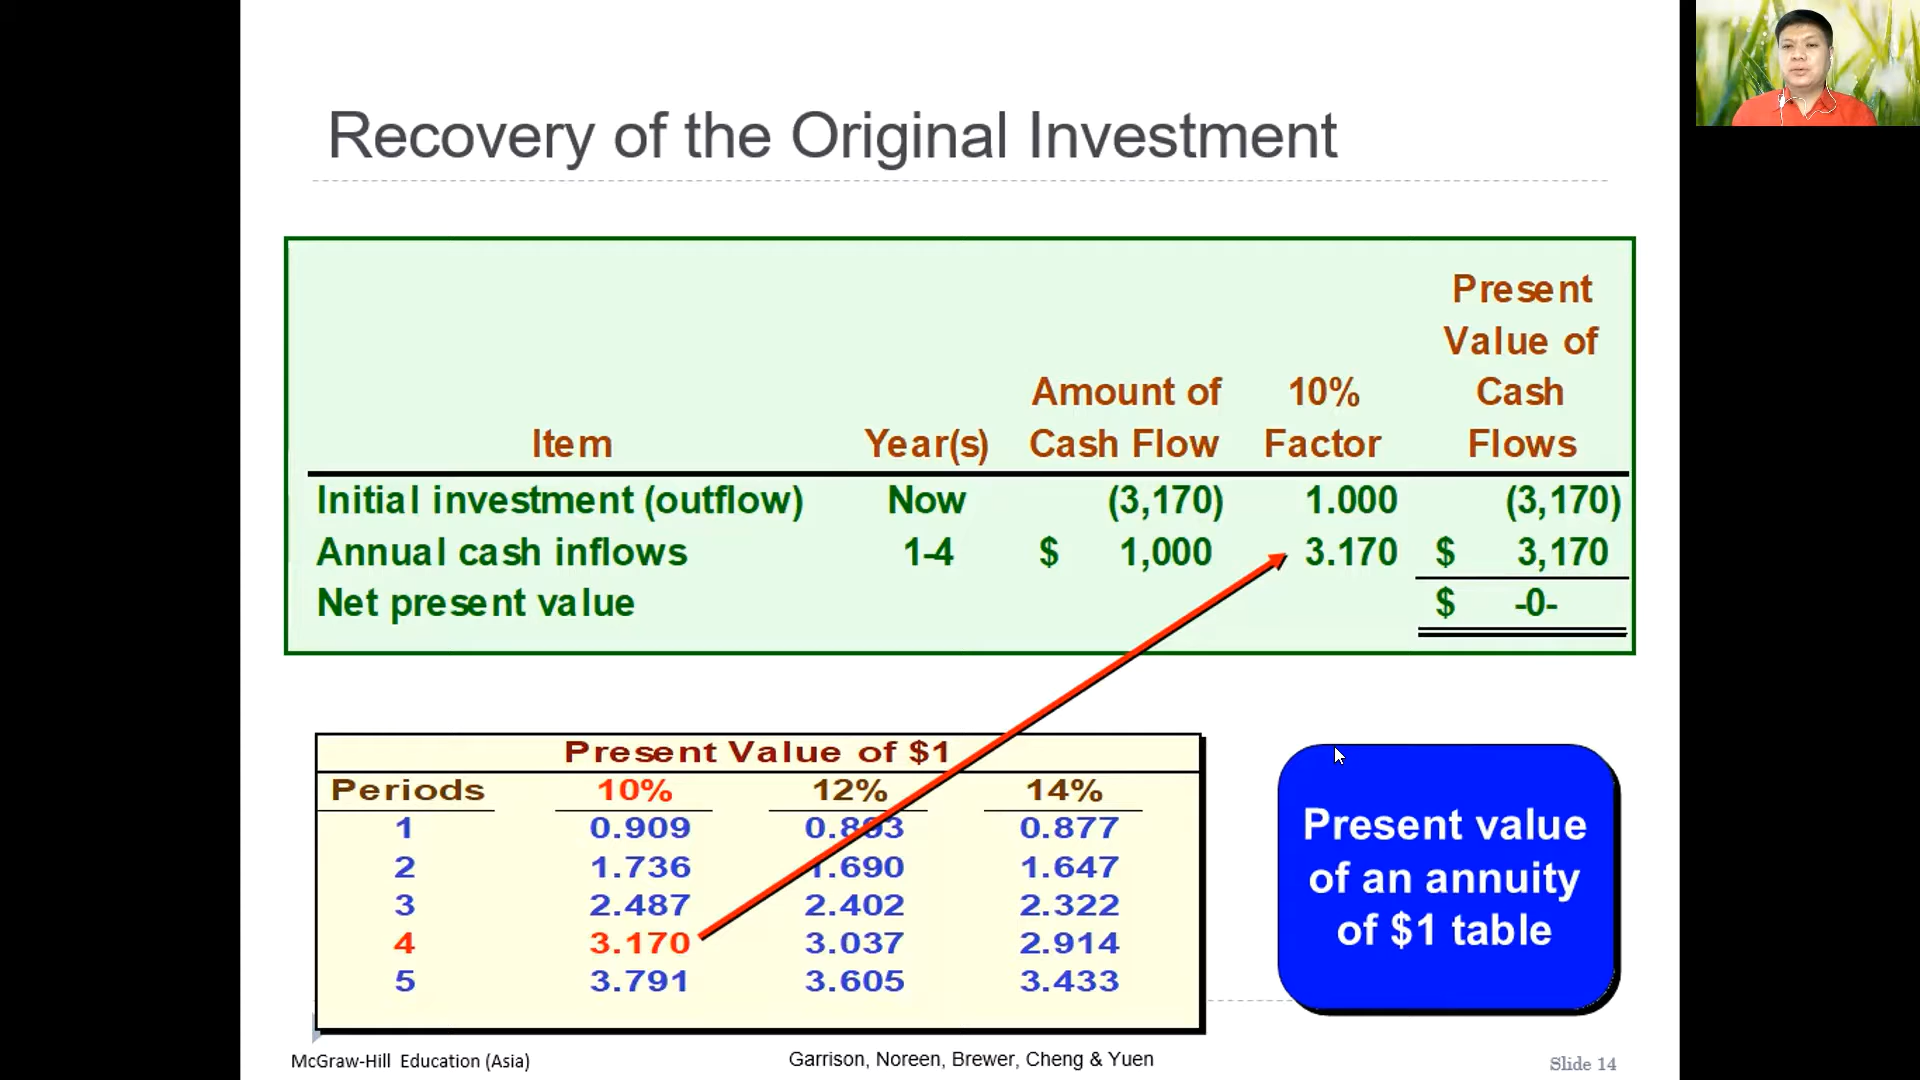 Recovery of the Original Investment
Present
Value of
Amount of 10% Cash
Item Year(s) Cash Flow Factor Flows
Initial investment (outflow) Now (3,170) 1.000 (3,170)
Annual cash inflows 1-4 $ 1,000 3.170 $ 3,170
Net present value $ -0-
Present Value of $1
Periods 10% 12% 14%
1 0.909 0.893 0.877
2 1.736 1.690 1.647
3 2.487 2.402 2.322
4 3.170 3.037 2.914
5 3.791 3.605 3.433
Present value
of an annuity
of $1 table
McGraw-Hill Education (Asia)
Garrison, Noreen, Brewer, Cheng & Yuen
Slide 14